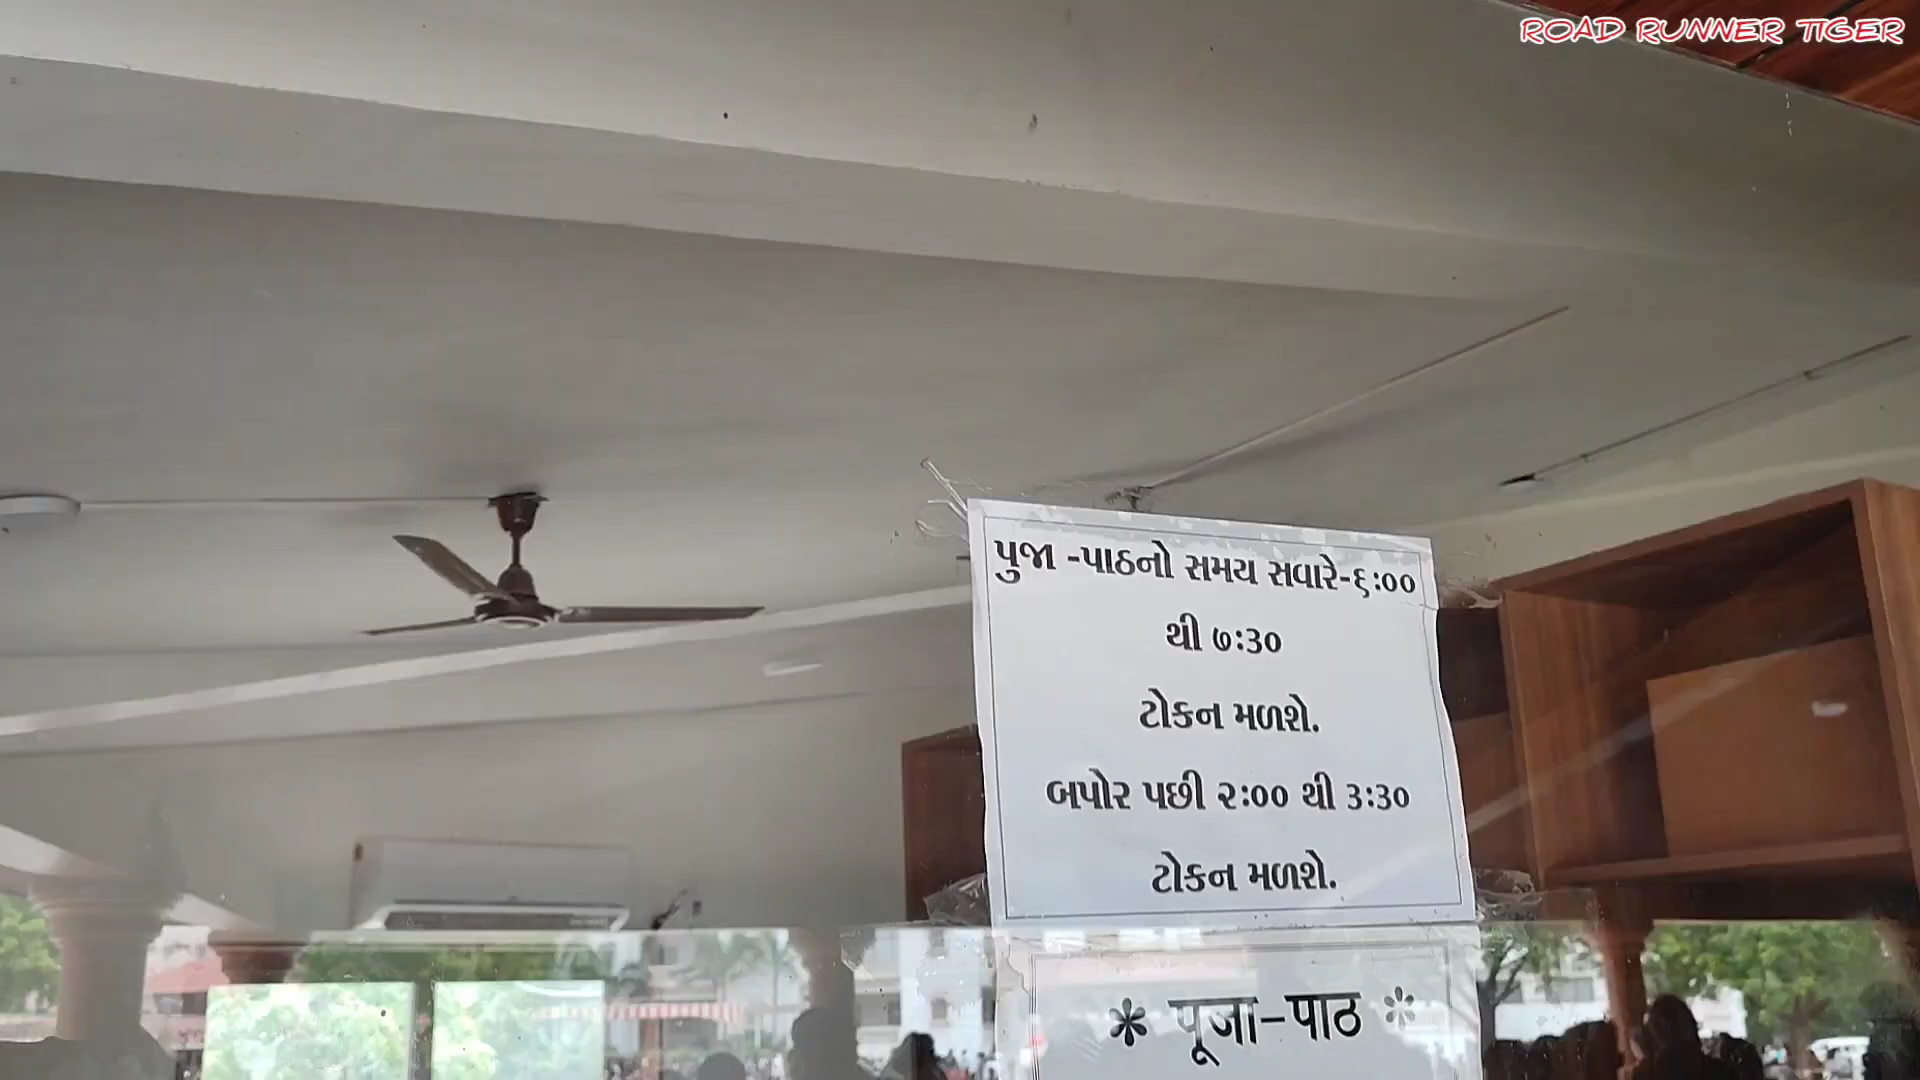 ROAD RUNNER TIGER
પુજા -પાઠનો સમય સવારે-૬:૦૦
થી ૭:૩૦
ટોકન મળશે.
બપોર પછી ૨:૦૦ થી ૩:૩૦
ટોકન મળશે.
* પૂજા-પાઠ *